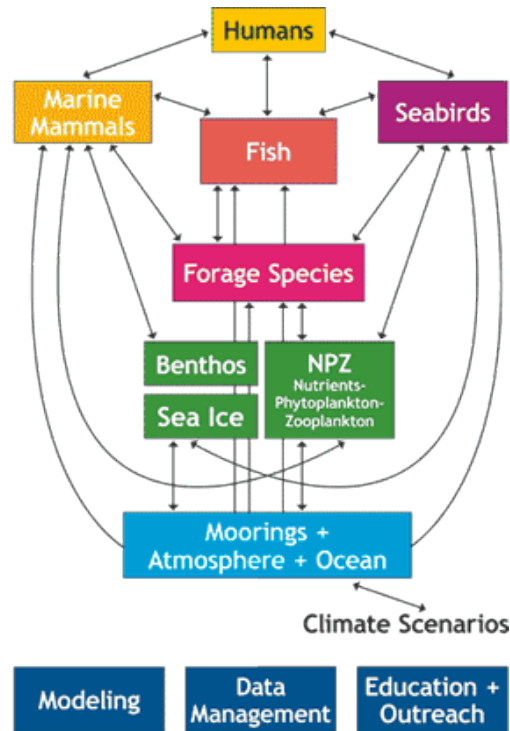 Humans
Marine
Mammals
Seabirds
Fish
Forage Species
Benthos
NPZ
Nutrients-
Phytoplankton-
Zooplankton
Sea Ice
Moorings +
Atmosphere + Ocean
Climate Scenarios
Modeling
Data
Management
Education +
Outreach